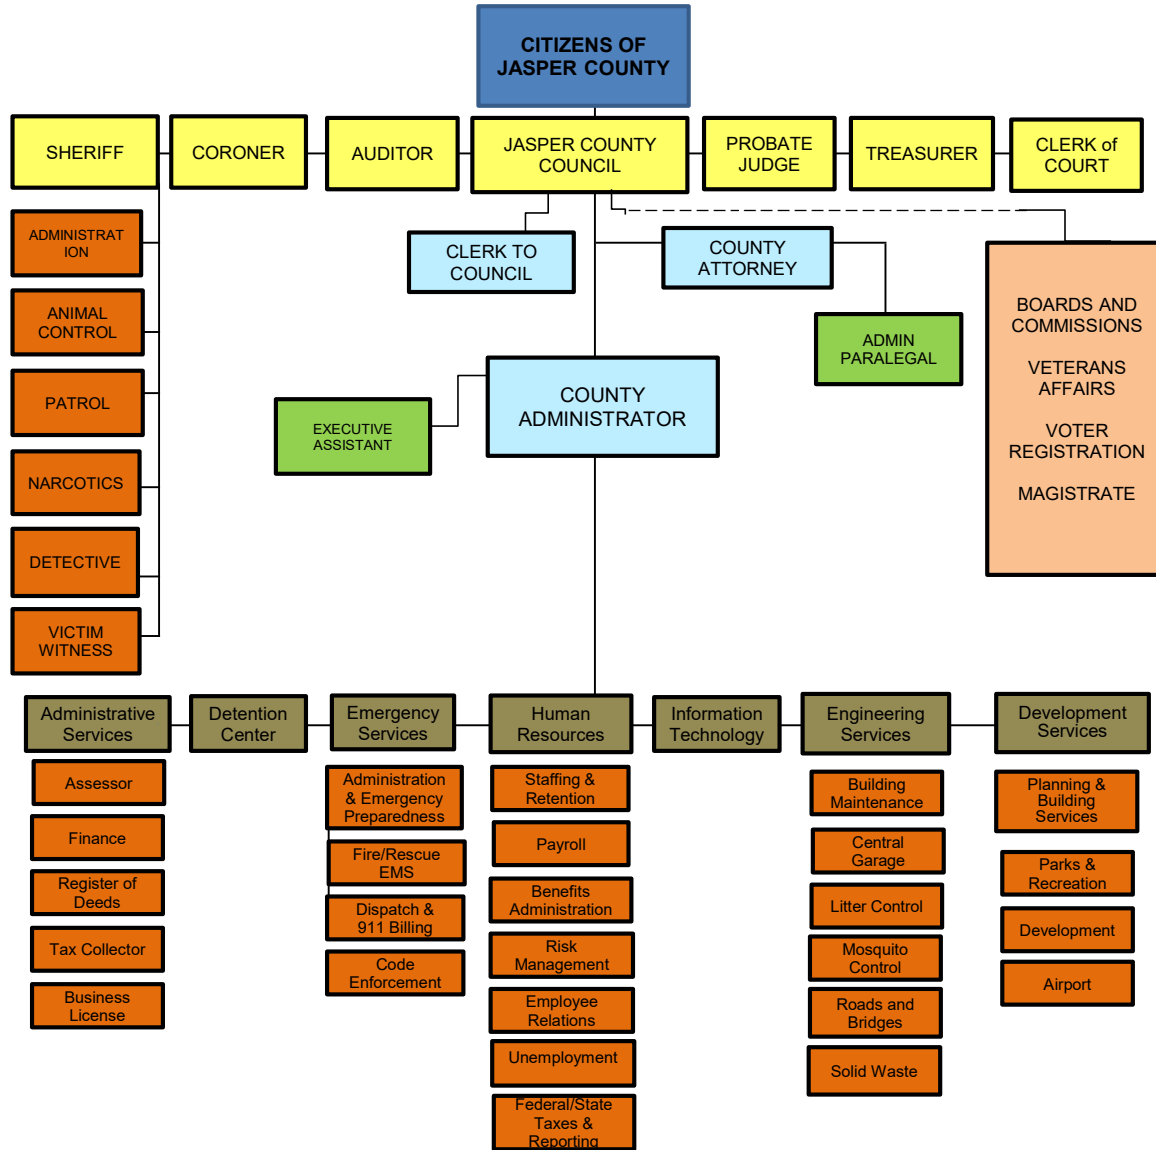 CITIZENS OF
JASPER COUNTY
SHERIFF
CORONER
AUDITOR
JASPER COUNTY
COUNCIL
PROBATE
JUDGE
TREASURER
CLERK of
COURT
ADMINISTRAT
ION
ANIMAL
CONTROL
PATROL
NARCOTICS
DETECTIVE
VICTIM
WITNESS
CLERK TO
COUNCIL
COUNTY
ATTORNEY
ADMIN
PARALEGAL
BOARDS AND
COMMISSIONS
VETERANS
AFFAIRS
VOTER
REGISTRATION
MAGISTRATE
COUNTY
ADMINISTRATOR
EXECUTIVE
ASSISTANT
Administrative
Services
Detention
Center
Emergency
Services
Human
Resources
Information
Technology
Engineering
Services
Development
Services
Assessor
Finance
Register of
Deeds
Tax Collector
Business
License
Administration
& Emergency
Preparedness
Fire/Rescue
EMS
Dispatch &
911 Billing
Code
Enforcement
Staffing &
Retention
Payroll
Benefits
Administration
Risk
Management
Employee
Relations
Unemployment
Federal/State
Taxes &
Reporting
Building
Maintenance
Central
Garage
Litter Control
Mosquito
Control
Roads and
Bridges
Solid Waste
Planning &
Building
Services
Parks &
Recreation
Development
Airport